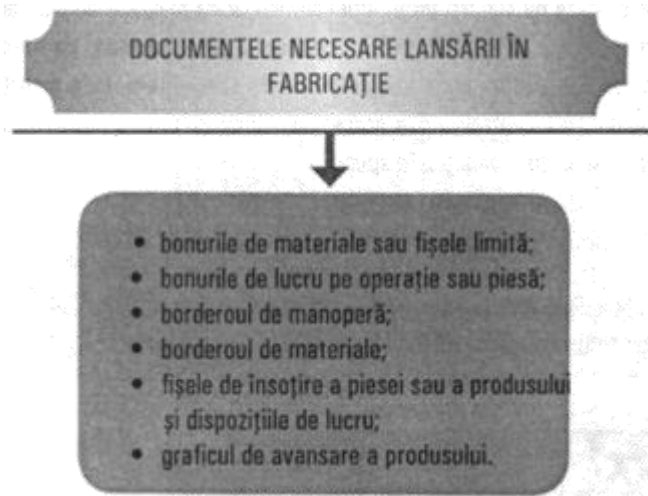 DOCUMENTELE NECESARE LANSĂRII ÎN
FABRICAȚIE
• bonurile de materiale sau fișele limită;
• bonurile de lucru pe operație sau piesă;
• borderoul de manoperă;
• borderoul de materiale;
• fișele de însoțire a piesei sau a produsului
și dispozițiile de lucru;
• graficul de avansare a produsului.